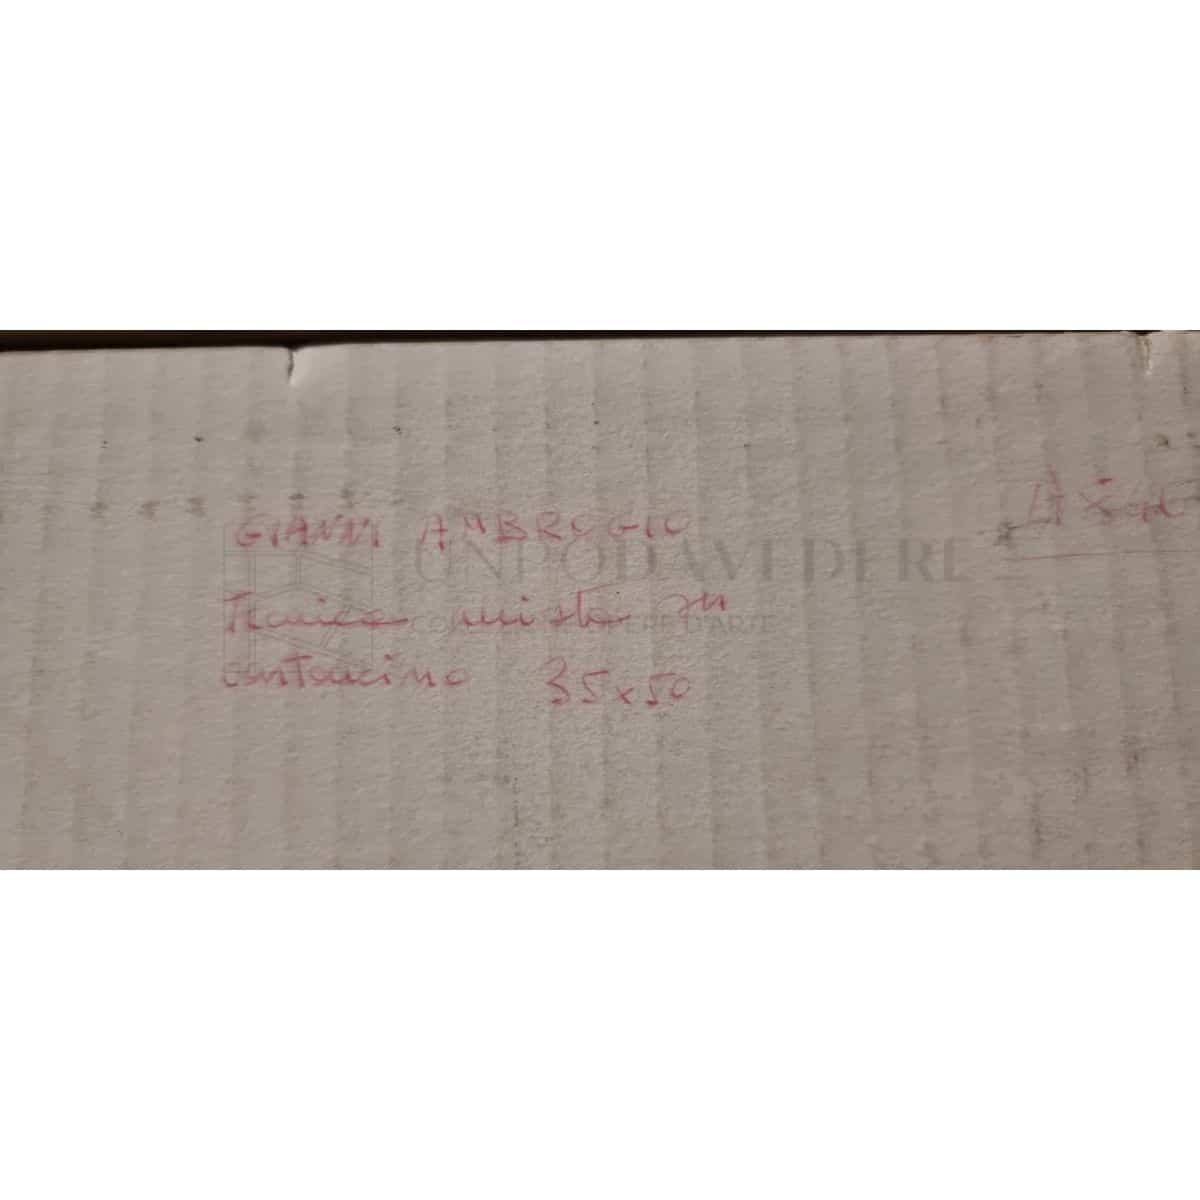 GIANNI AMBROGIO
Tecnica mista su
cartoncino 35x50
UNPODAVEDERE